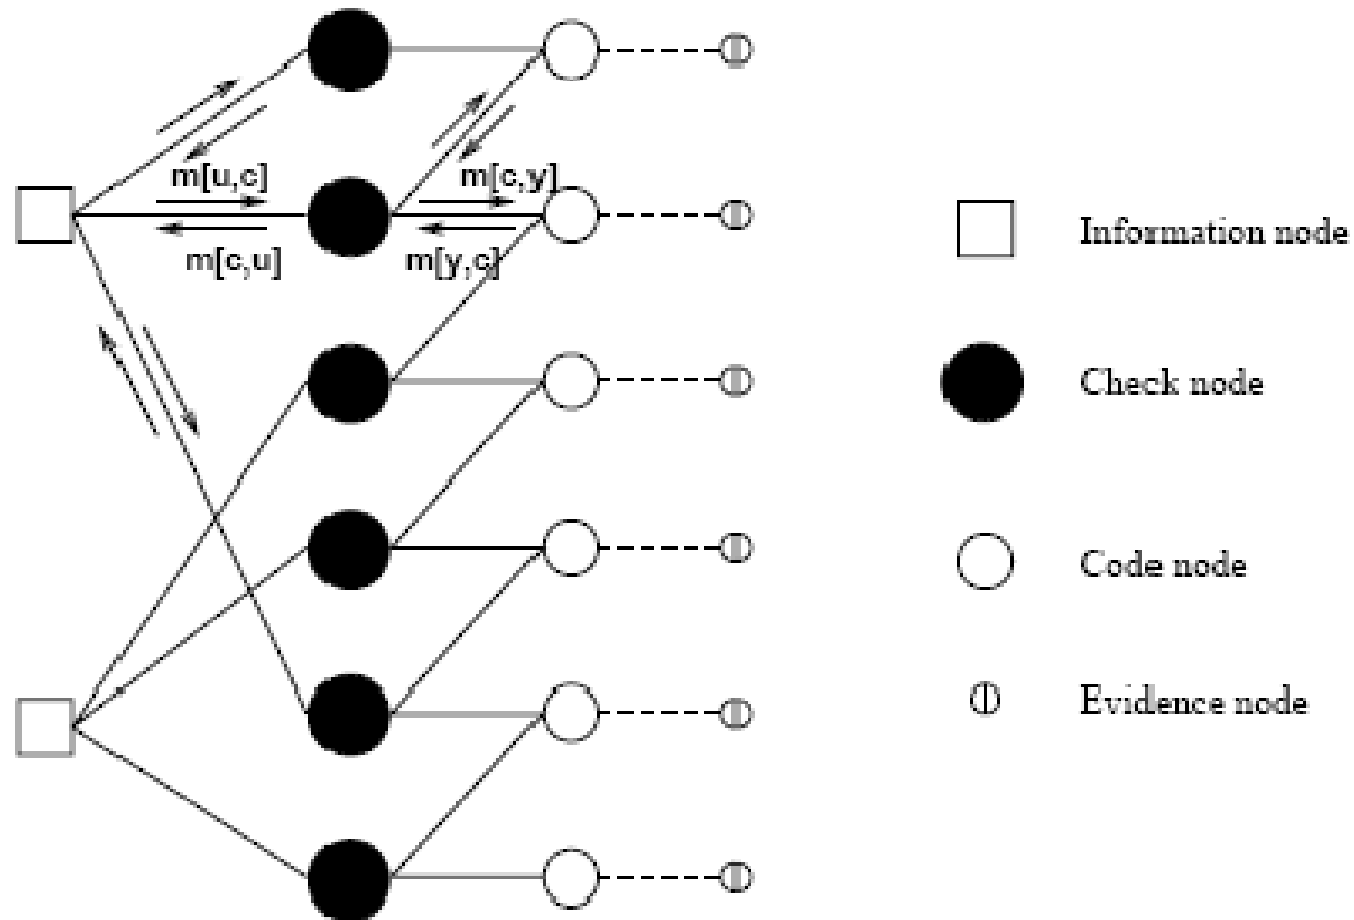 m[u,c]
m[c,y]
m[c,u]
m[y,c]
Information node
Check node
Code node
Evidence node